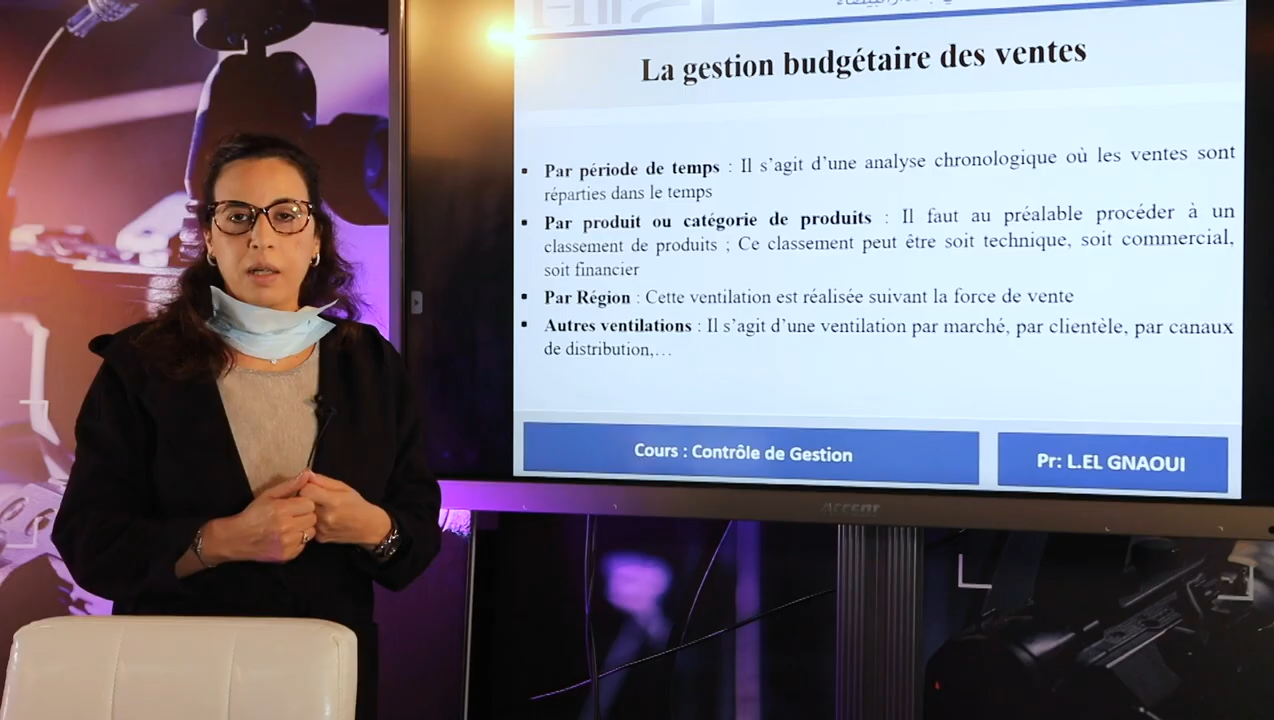 La gestion budgétaire des ventes
▪ Par période de temps : Il s’agit d’une analyse chronologique où les ventes sont
réparties dans le temps
▪ Par produit ou catégorie de produits : Il faut au préalable procéder à un
classement de produits ; Ce classement peut être soit technique, soit commercial,
soit financier
▪ Par Région : Cette ventilation est réalisée suivant la force de vente
▪ Autres ventilations : Il s’agit d’une ventilation par marché, par clientèle, par canaux
de distribution,…
Cours : Contrôle de Gestion
Pr: L.EL GNAOUI